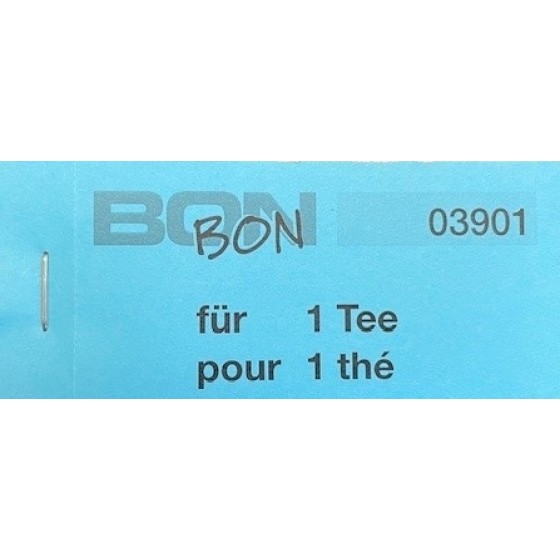 BON
BON 03901
für 1 Tee
pour 1 thé